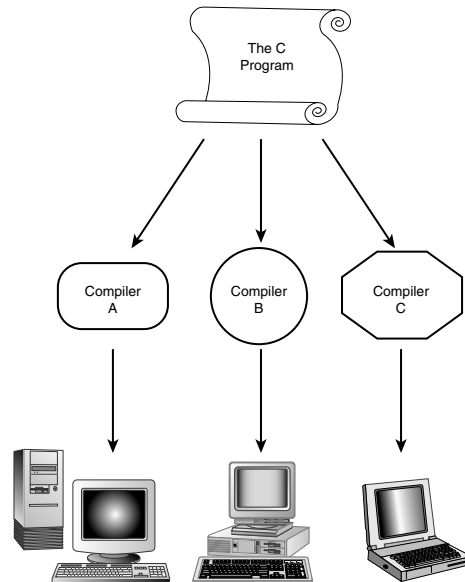 The C
Program
Compiler
A
Compiler
B
Compiler
C